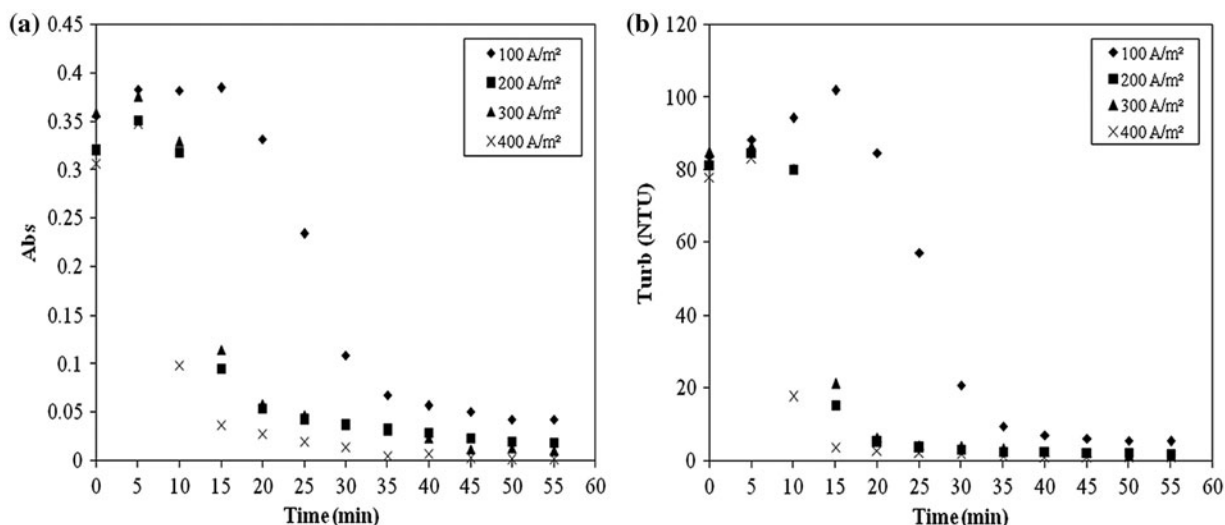 (a)
0.45
0.4
0.35
0.3
0.25
0.2
0.15
0.1
0.05
0
Abs
0 5 10 15 20 25 30 35 40 45 50 55 60
Time (min)
100 A/m²
200 A/m²
300 A/m²
400 A/m²
(b)
120
100
80
60
40
20
0
Turb (NTU)
0 5 10 15 20 25 30 35 40 45 50 55 60
Time (min)
100 A/m²
200 A/m²
300 A/m²
400 A/m²